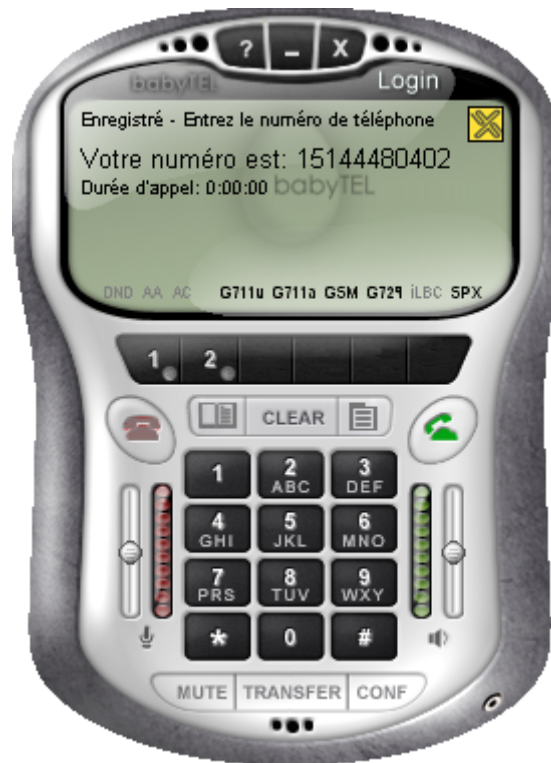 ? – X
babyTEL Login
Enregistré - Entrez le numéro de téléphone
Votre numéro est: 15144480402
Durée d'appel: 0:00:00 babyTEL
DND AA AC G711u G711a GSM G729 iLBC SPX
1 2
CLEAR
1 2 3
ABC DEF
4 5 6
GHI JKL MNO
7 8 9
PRS TUV WXY
* 0 #
MUTE TRANSFER CONF